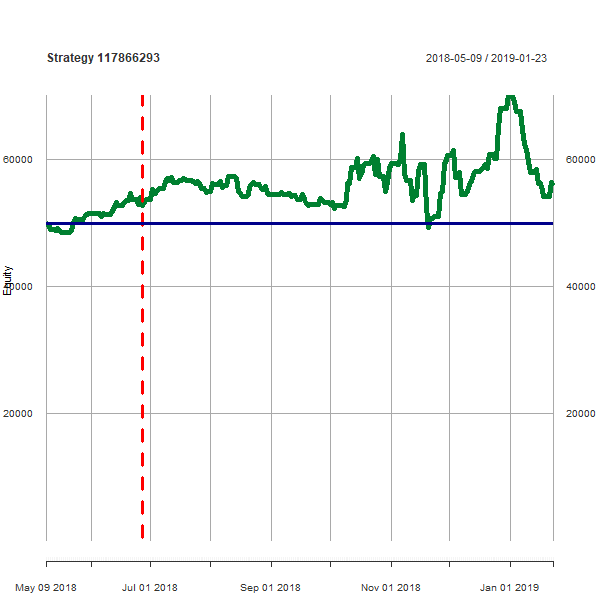 Strategy 117866293
2018-05-09 / 2019-01-23
60000
60000
Equity
40000
40000
20000
20000
May 09 2018
Jul 01 2018
Sep 01 2018
Nov 01 2018
Jan 01 2019